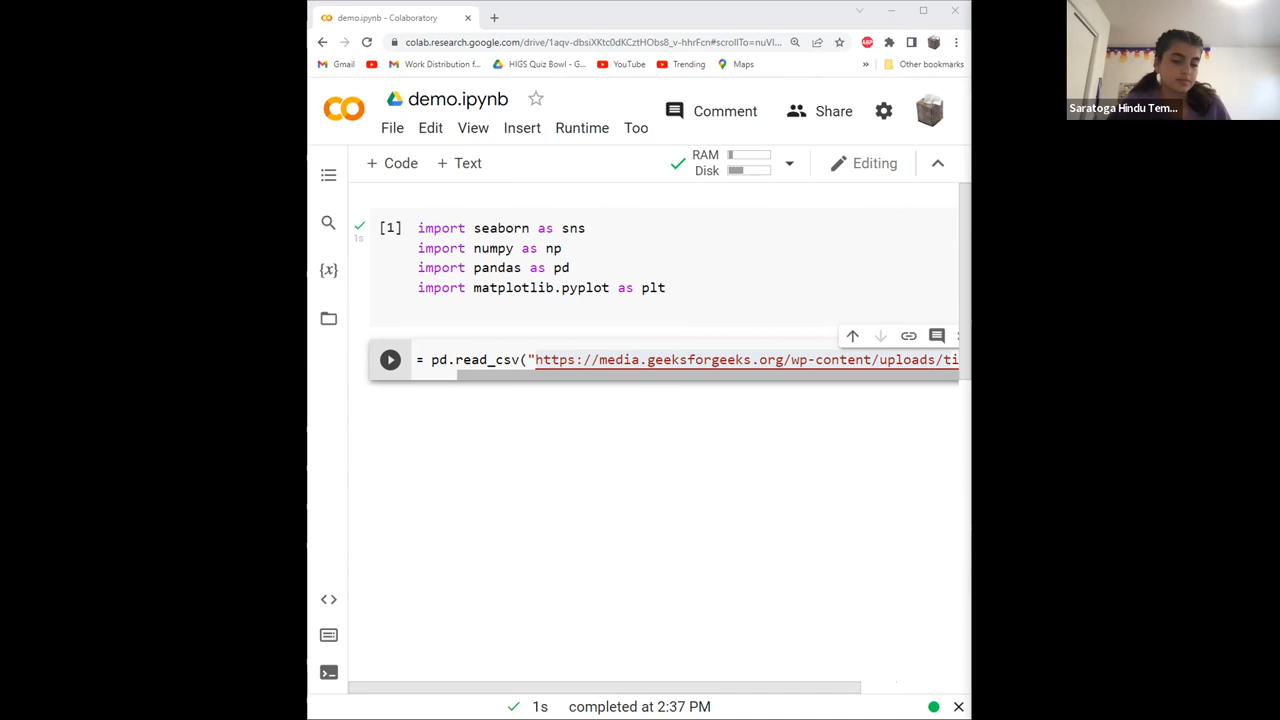 demo.ipynb - Colaboratory
colab.research.google.com/drive/1aqv-dbsiXKtc0dKCztHObs8_v-hhrFcn#scrollTo=nuVI...
Gmail
Work Distribution f...
HIGS Quiz Bowl - G...
YouTube
Trending
Maps
»
Other bookmarks
Saratoga Hindu Tem...
demo.ipynb
Comment
Share
File Edit View Insert Runtime Too
+ Code + Text
RAM
Disk
Editing
[1] import seaborn as sns
1s
import numpy as np
import pandas as pd
import matplotlib.pyplot as plt
{x}
= pd.read_csv("https://media.geeksforgeeks.org/wp-content/uploads/ti
1s completed at 2:37 PM